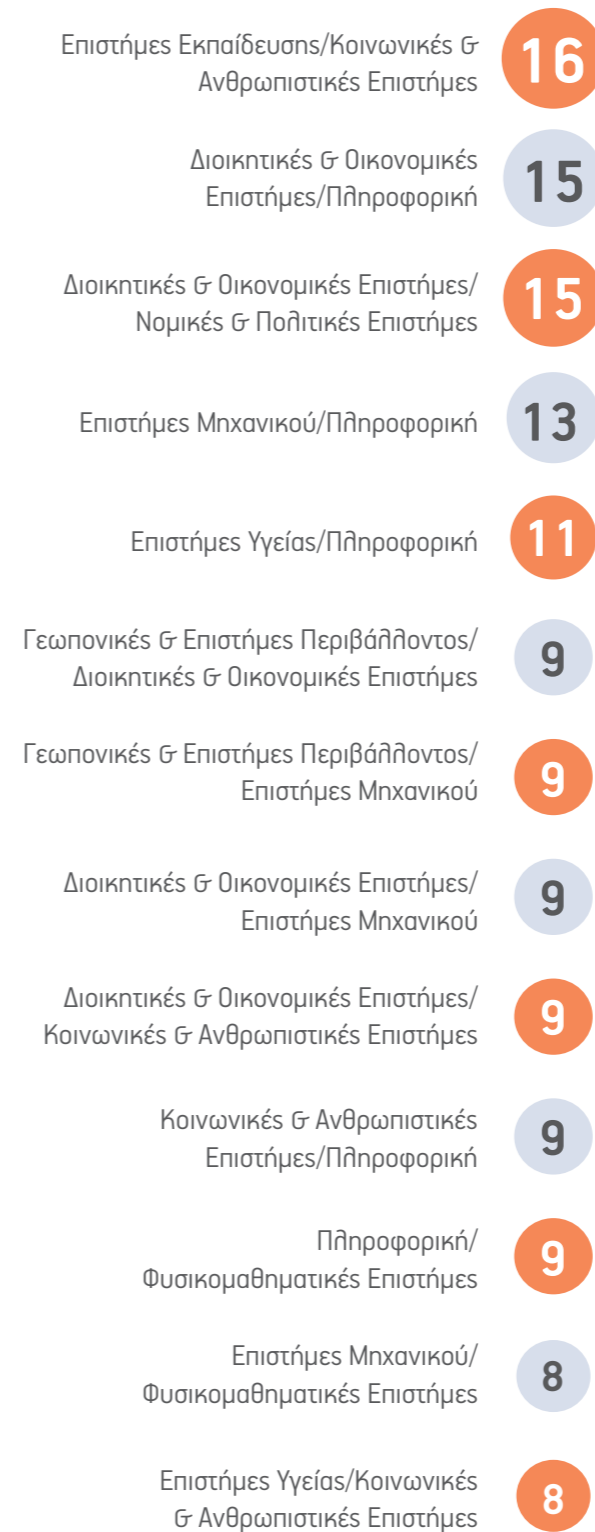 Επιστήμες Εκπαίδευσης/Κοινωνικές &
Ανθρωπιστικές Επιστήμες
16
Διοικητικές & Οικονομικές
Επιστήμες/Πληροφορική
15
Διοικητικές & Οικονομικές Επιστήμες/
Νομικές & Πολιτικές Επιστήμες
15
Επιστήμες Μηχανικού/Πληροφορική
13
Επιστήμες Υγείας/Πληροφορική
11
Γεωπονικές & Επιστήμες Περιβάλλοντος/
Διοικητικές & Οικονομικές Επιστήμες
9
Γεωπονικές & Επιστήμες Περιβάλλοντος/
Επιστήμες Μηχανικού
9
Διοικητικές & Οικονομικές Επιστήμες/
Επιστήμες Μηχανικού
9
Διοικητικές & Οικονομικές Επιστήμες/
Κοινωνικές & Ανθρωπιστικές Επιστήμες
9
Κοινωνικές & Ανθρωπιστικές
Επιστήμες/Πληροφορική
9
Πληροφορική/
Φυσικομαθηματικές Επιστήμες
9
Επιστήμες Μηχανικού/
Φυσικομαθηματικές Επιστήμες
8
Επιστήμες Υγείας/Κοινωνικές
& Ανθρωπιστικές Επιστήμες
8